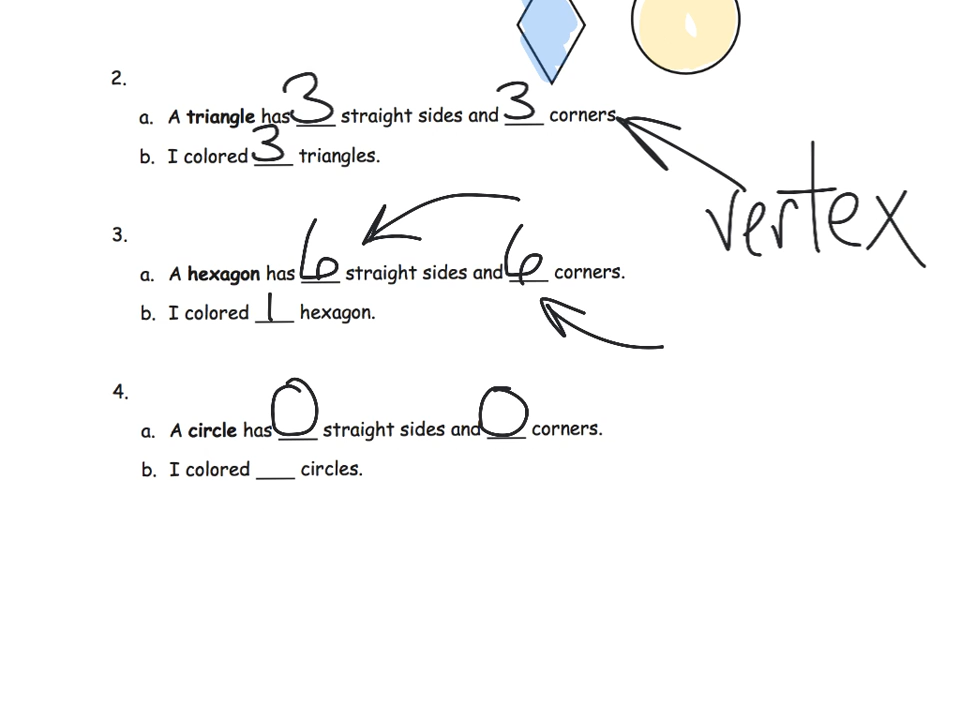 2.
a. A triangle has 3 straight sides and 3 corners.
b. I colored 3 triangles.
vertex
3.
a. A hexagon has 6 straight sides and 6 corners.
b. I colored 1 hexagon.
4.
a. A circle has 0 straight sides and 0 corners.
b. I colored ___ circles.